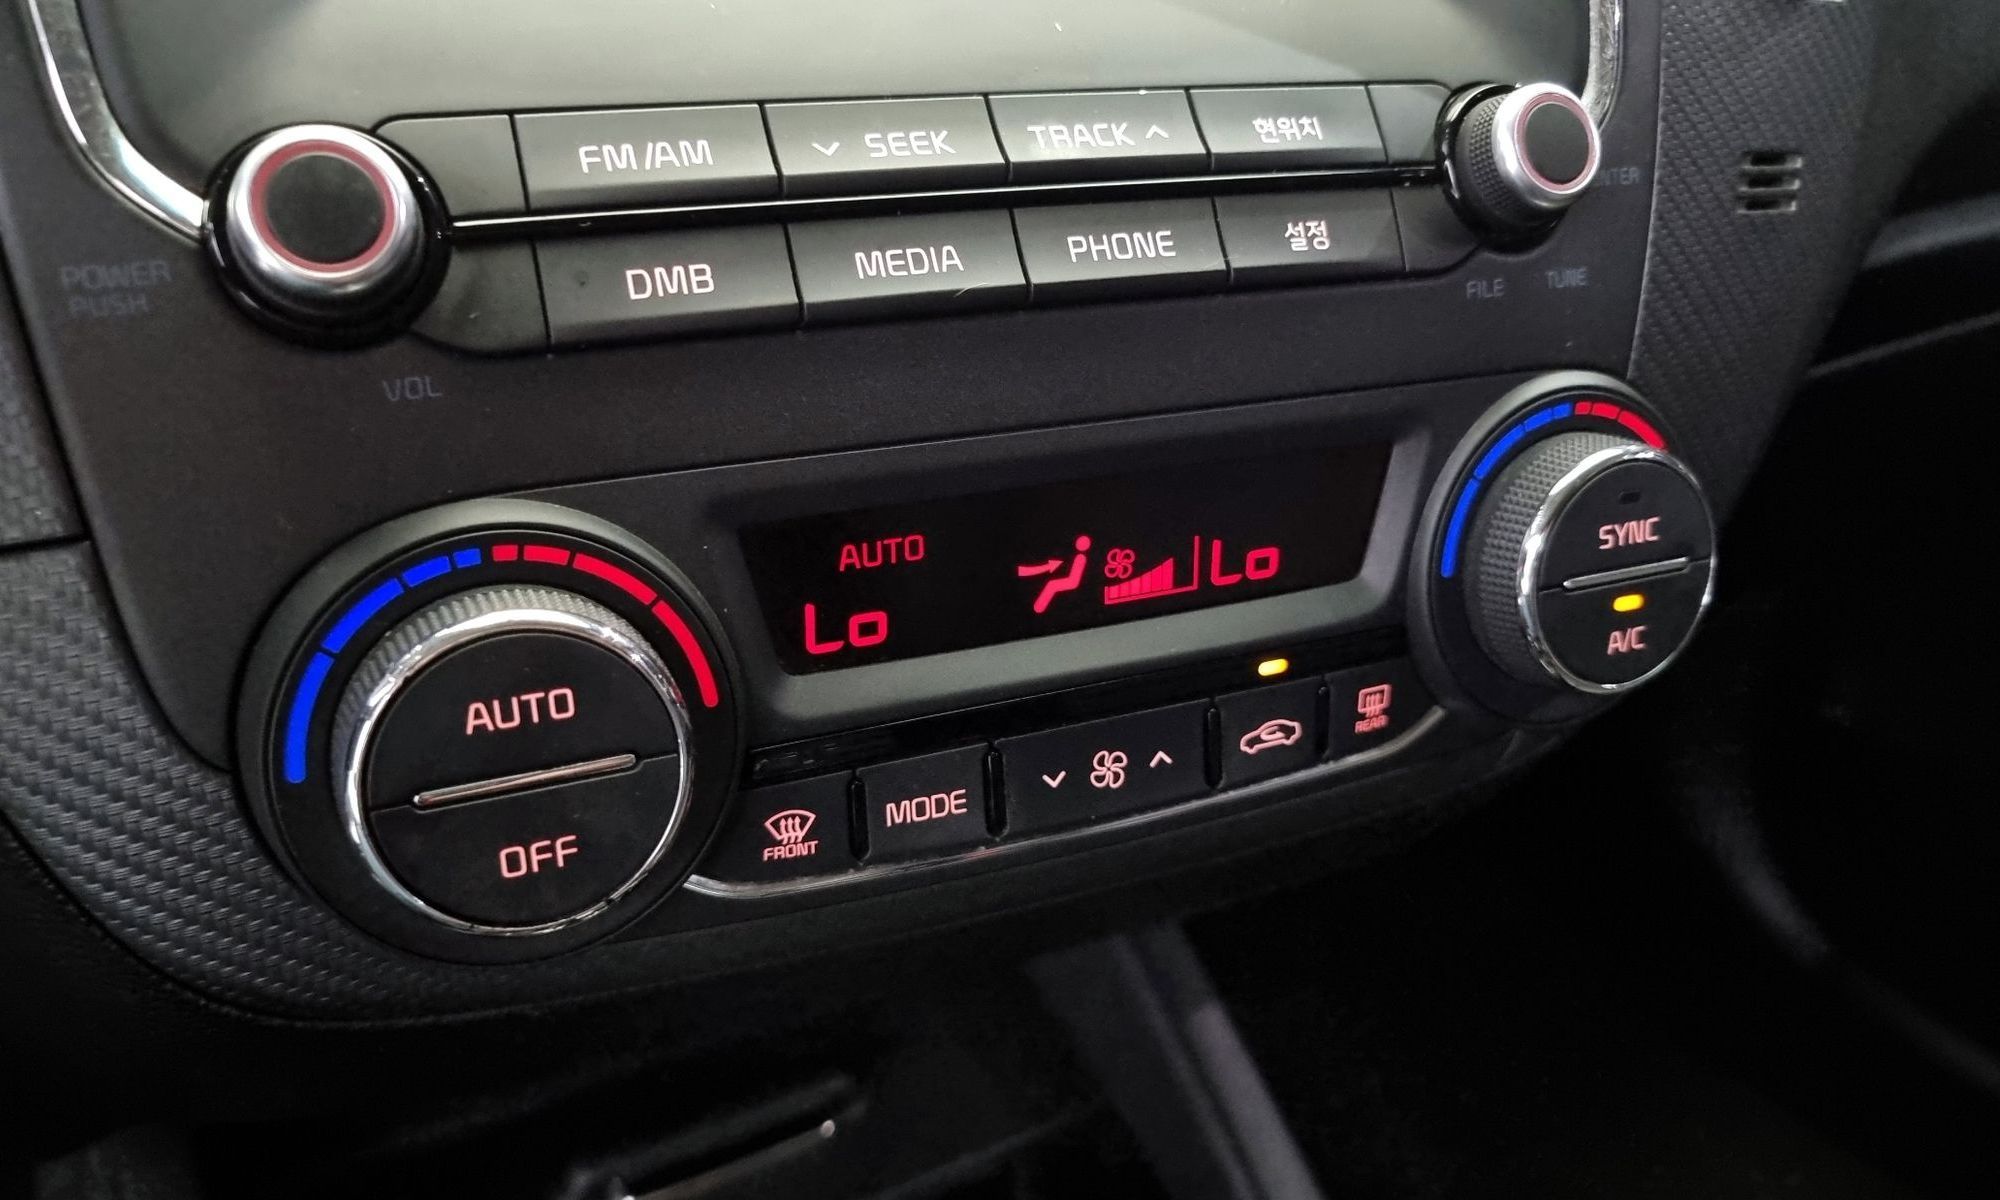 FM/AM
SEEK
TRACK
현위치
DMB
MEDIA
PHONE
설정
POWER
PUSH
VOL
FILE
TUNE
AUTO
Lo
Lo
SYNC
A/C
AUTO
OFF
FRONT
MODE
REAR